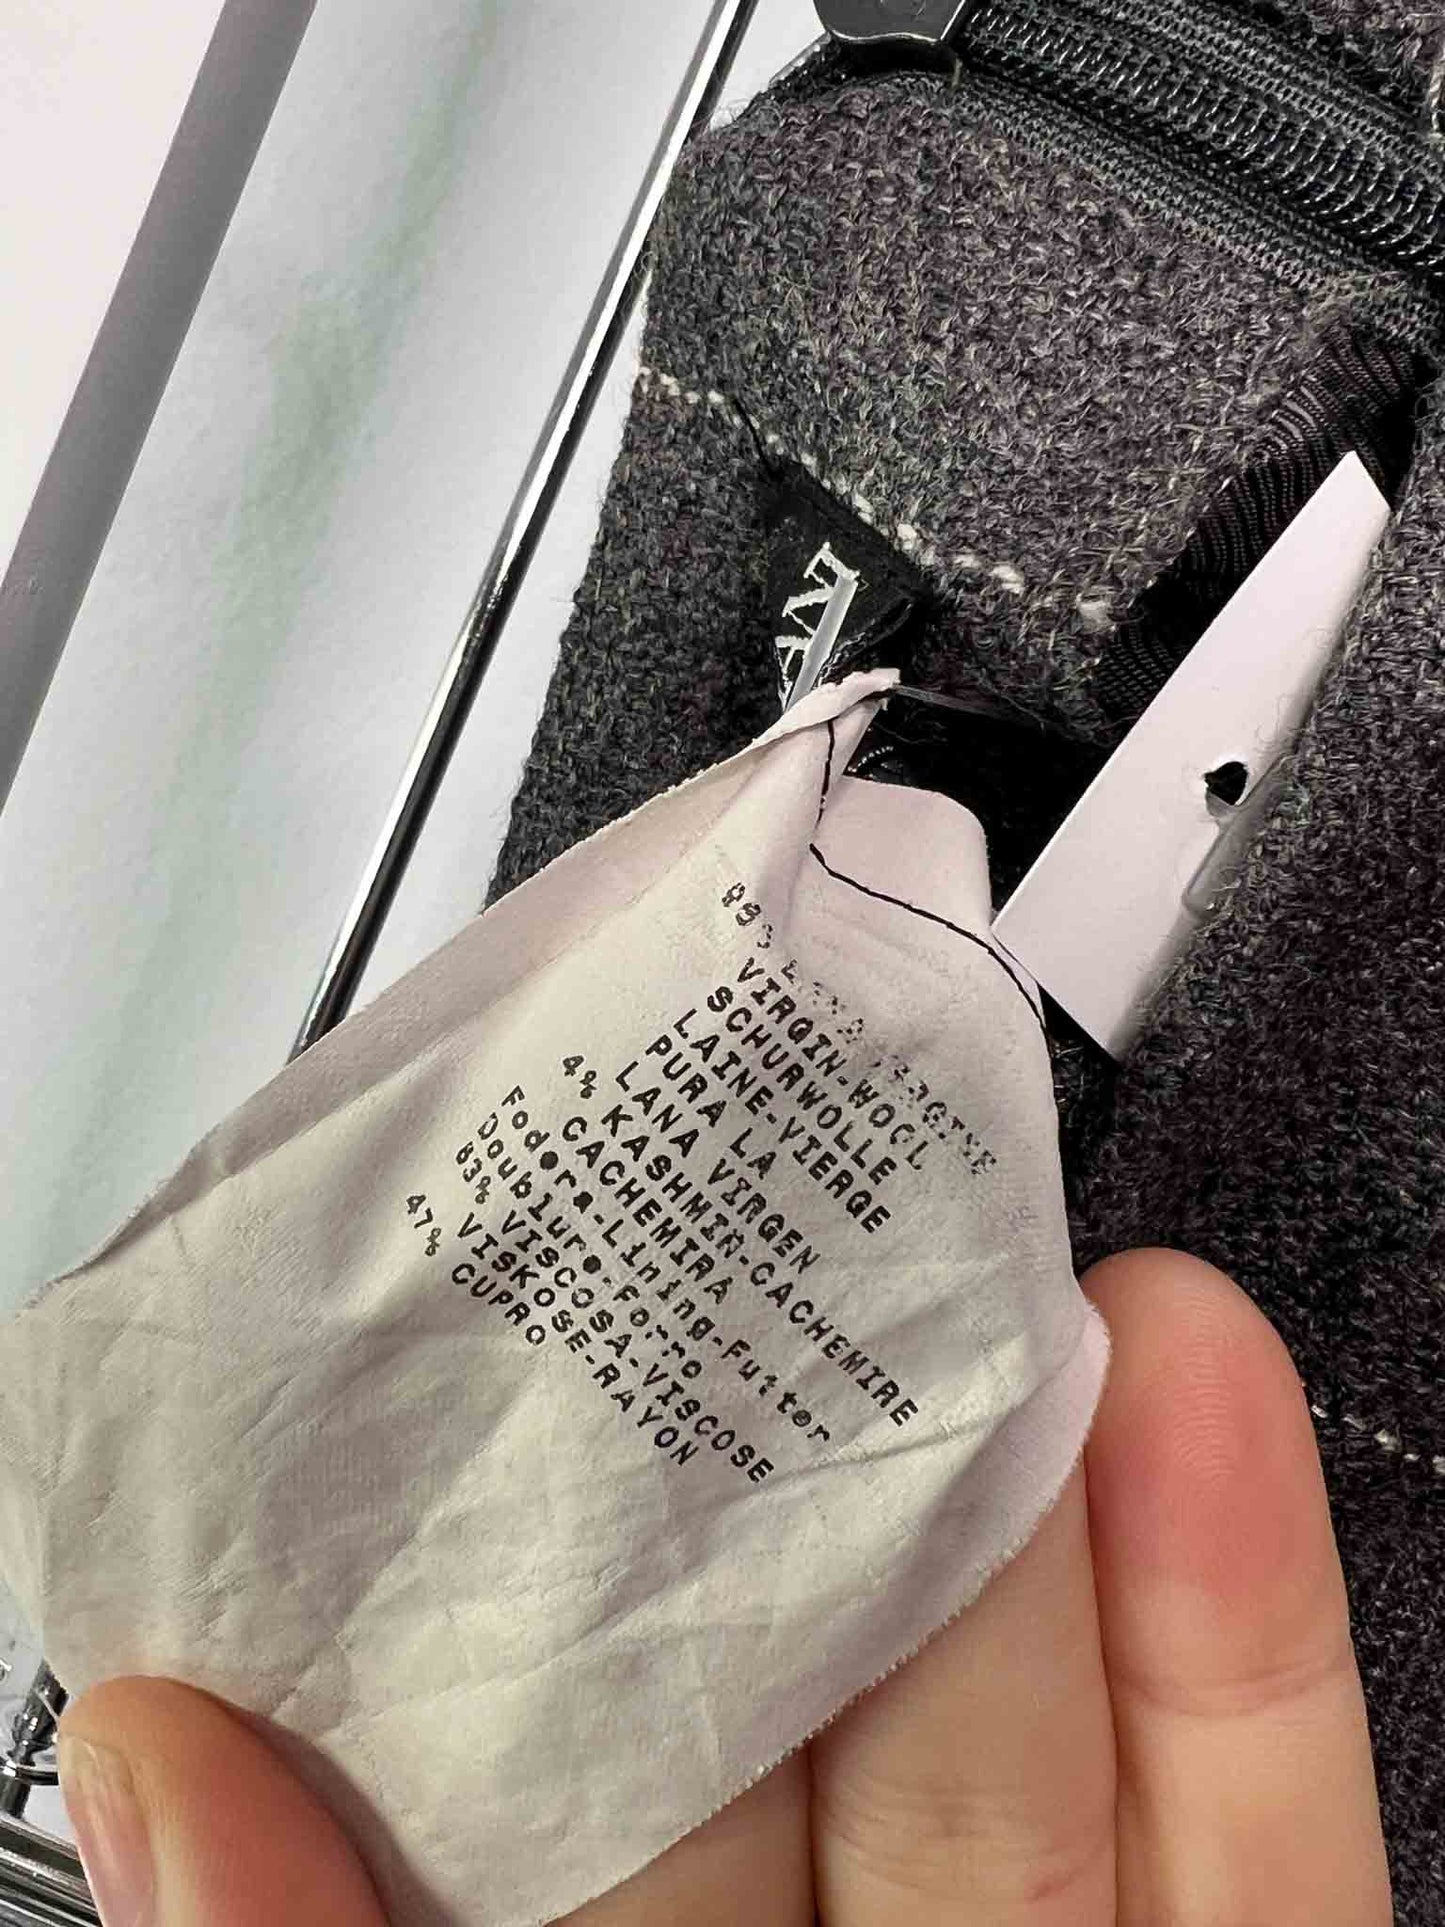 VIRGIN-WOOL
SCHURWOLLE
LAINE-VIERGE
PURA LA
LANA VIRGEN
4% KASHMIR-CACHEMIRE
CACHEMIRA
Fodera-Lining-Futter
Doublure-Forro
VISCOSA-VISCOSE
VISKOSE-RAYON
47% CUPRO